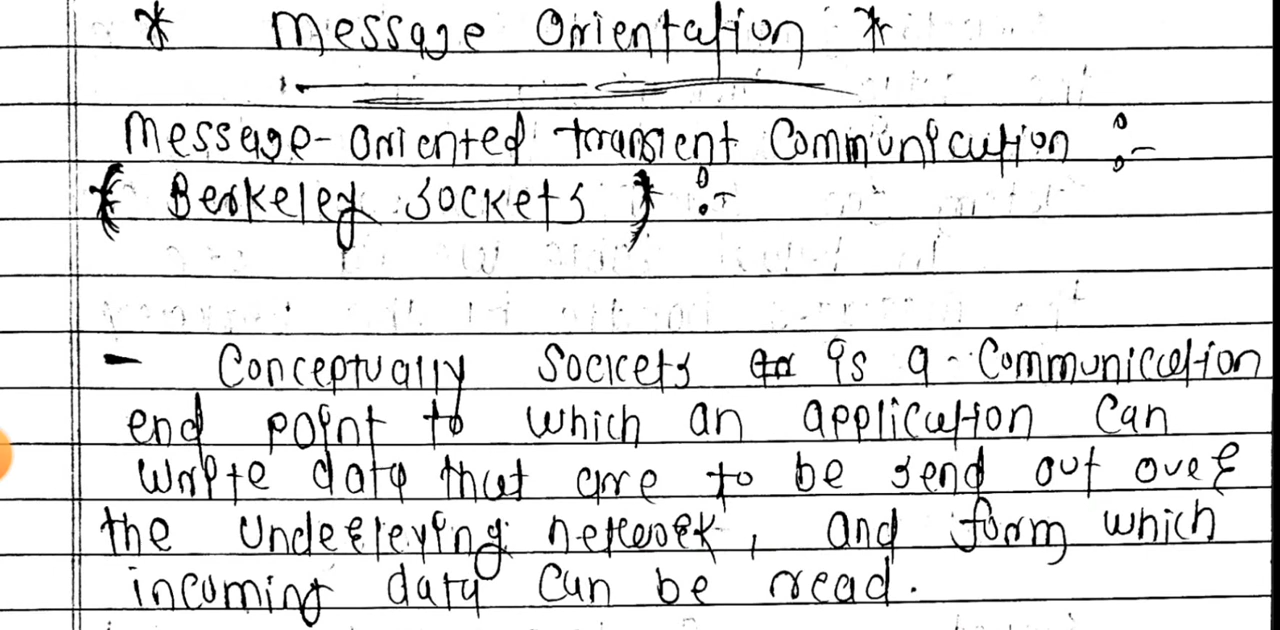 * Message Orientation *
Message-oriented transient Communication :-
( Berkeley Sockets ) :-
- Conceptually Sockets is a Communication
end point to which an application can
write data that are to be send out over
the Underleying network, and form which
incoming data can be read.